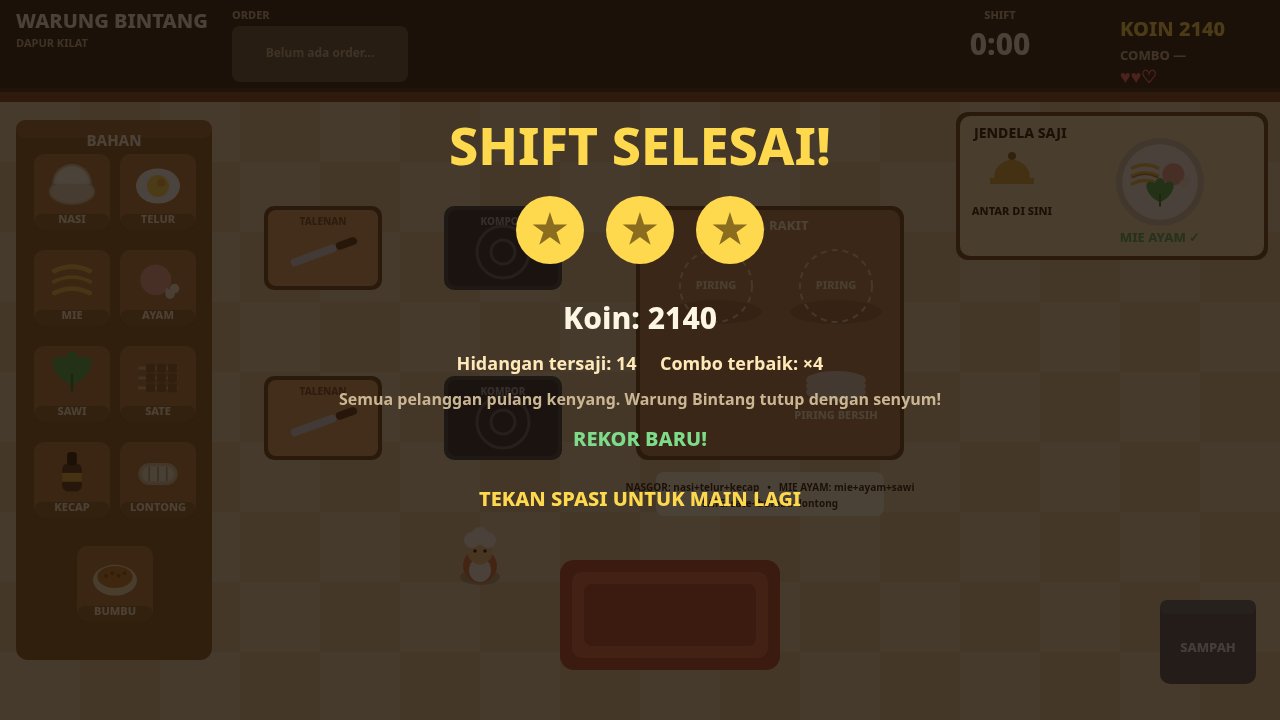 WARUNG BINTANG
DAPUR KILAT
ORDER
Belum ada order...
SHIFT
0:00
KOIN 2140
COMBO —
♥♥♡
BAHAN
NASI
TELUR
MIE
AYAM
SAWI
SATE
KECAP
LONTONG
BUMBU
TALENAN
TALENAN
KOMPOR
RAKIT
PIRING
PIRING
PIRING BERSIH
JENDELA SAJI
ANTAR DI SINI
MIE AYAM ✓
SHIFT SELESAI!
Koin: 2140
Hidangan tersaji: 14 Combo terbaik: ×4
Semua pelanggan pulang kenyang. Warung Bintang tutup dengan senyum!
REKOR BARU!
TEKAN SPASI UNTUK MAIN LAGI
NASGOR: nasi+telur+kecap • MIE AYAM: mie+ayam+sawi
SAMPAH